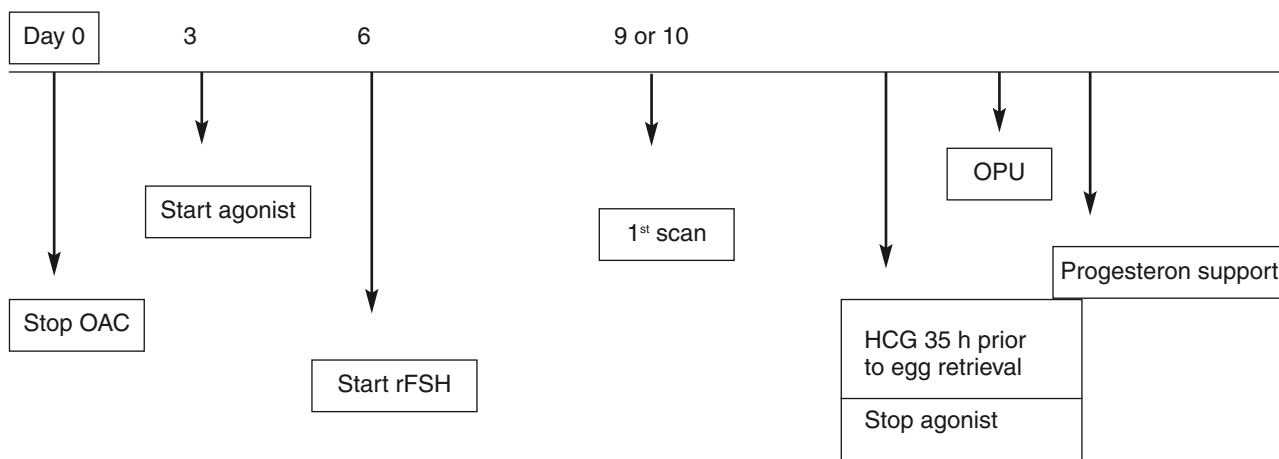 Day 0
3
6
9 or 10
Stop OAC
Start agonist
Start rFSH
1st scan
HCG 35 h prior
to egg retrieval
Stop agonist
OPU
Progesteron support